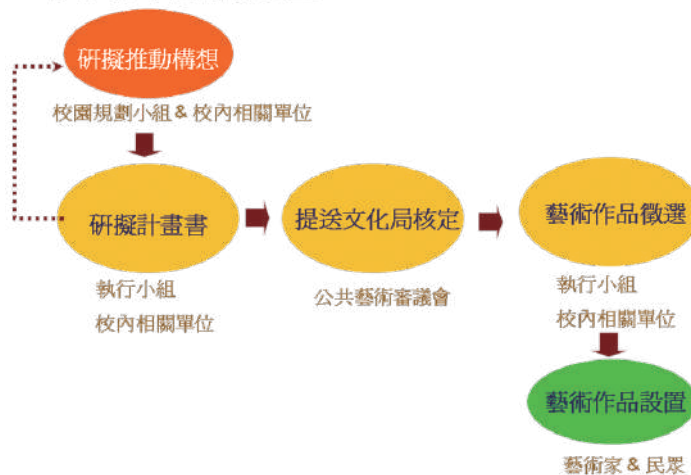 研擬推動構想
校園規劃小組 & 校內相關單位
研擬計畫書
執行小組
校內相關單位
提送文化局核定
公共藝術審議會
藝術作品徵選
執行小組
校內相關單位
藝術作品設置
藝術家 & 民眾